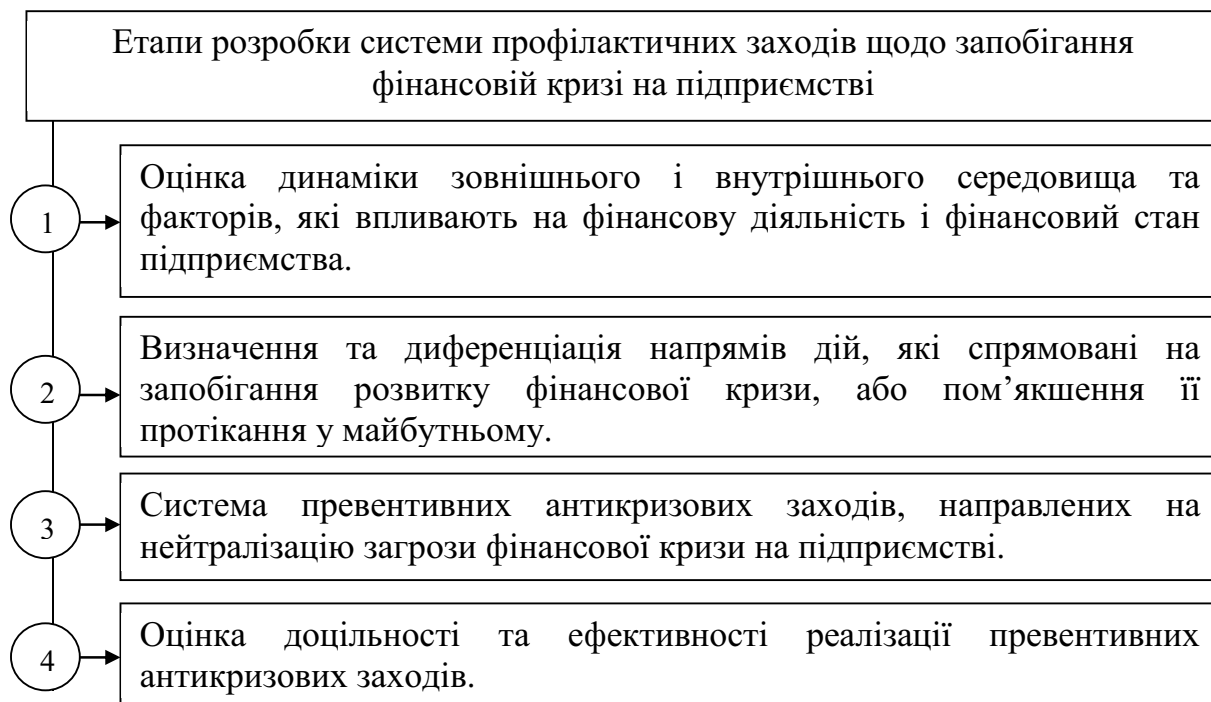 Етапи розробки системи профілактичних заходів щодо запобігання
фінансовій кризі на підприємстві
1
Оцінка динаміки зовнішнього і внутрішнього середовища та
факторів, які впливають на фінансову діяльність і фінансовий стан
підприємства.
2
Визначення та диференціація напрямів дій, які спрямовані на
запобігання розвитку фінансової кризи, або пом’якшення її
протікання у майбутньому.
3
Система превентивних антикризових заходів, направлених на
нейтралізацію загрози фінансової кризи на підприємстві.
4
Оцінка доцільності та ефективності реалізації превентивних
антикризових заходів.